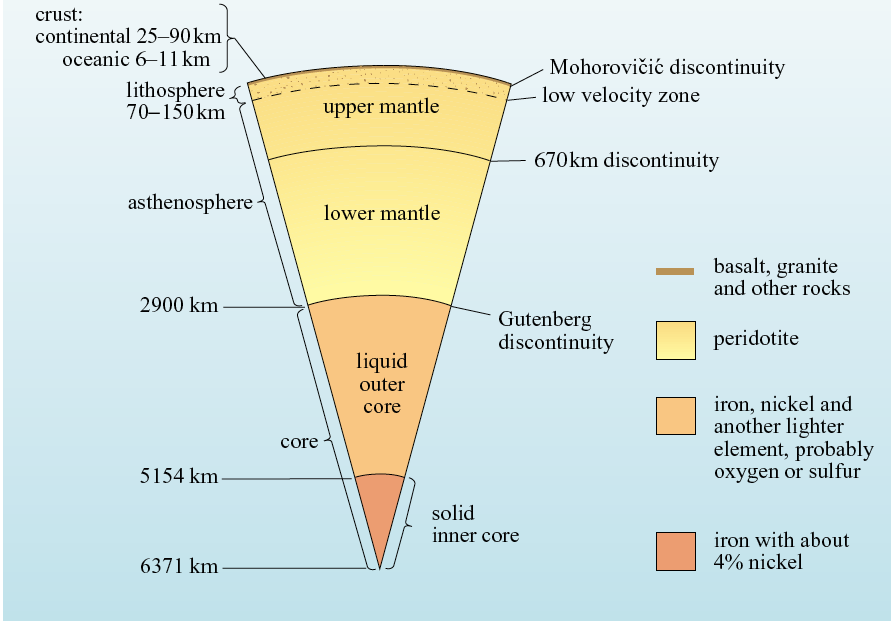 crust:
continental 25–90 km
oceanic 6–11 km
lithosphere
70–150 km
upper mantle
Mohorovičić discontinuity
low velocity zone
670 km discontinuity
asthenosphere
lower mantle
2900 km
Gutenberg
discontinuity
liquid
outer
core
core
5154 km
solid
inner core
6371 km
basalt, granite
and other rocks
peridotite
iron, nickel and
another lighter
element, probably
oxygen or sulfur
iron with about
4% nickel